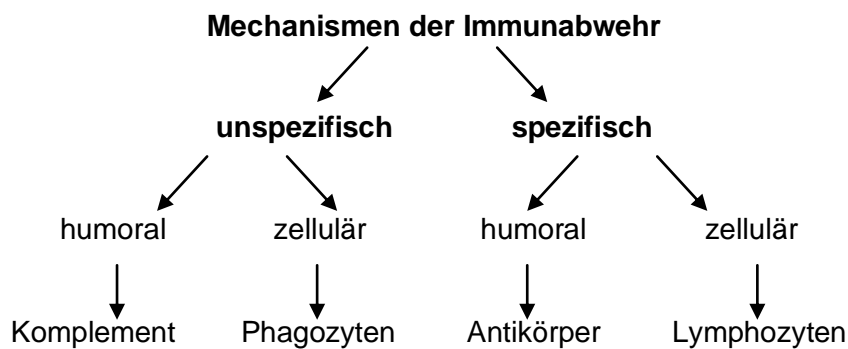 Mechanismen der Immunabwehr
unspezifisch spezifisch
humoral zellulär humoral zellulär
Komplement Phagozyten Antikörper Lymphozyten